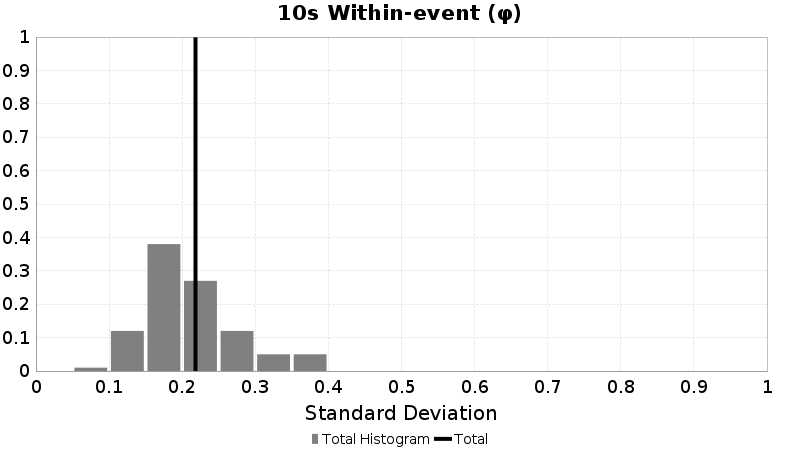 10s Within-event (φ)
1
0.9
0.8
0.7
0.6
0.5
0.4
0.3
0.2
0.1
0
0 0.1 0.2 0.3 0.4 0.5 0.6 0.7 0.8 0.9 1
Standard Deviation
Total Histogram Total